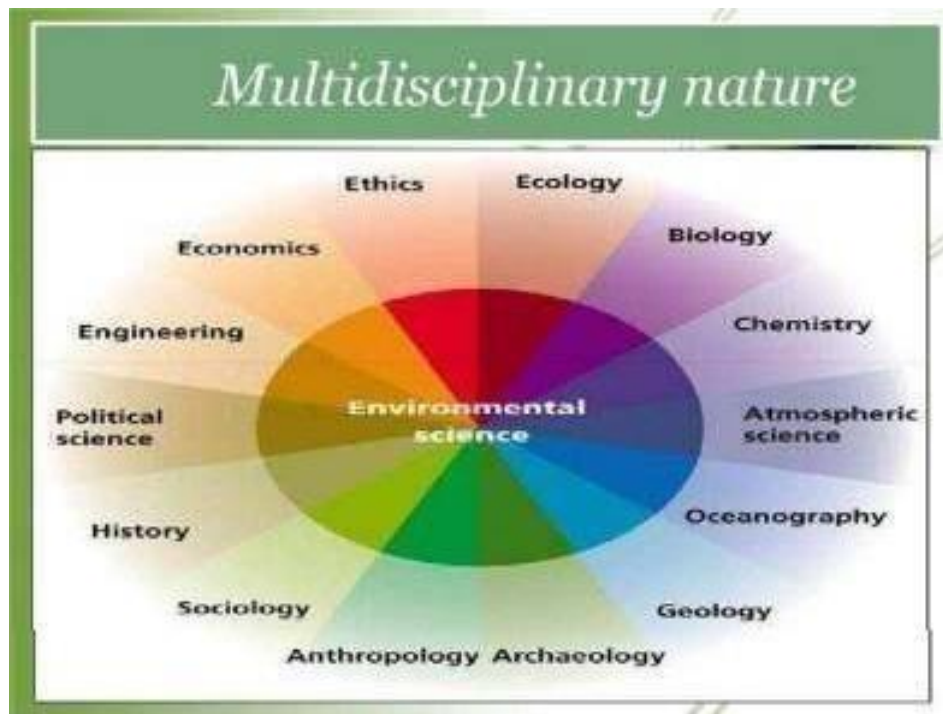 Multidisciplinary nature
Ethics
Ecology
Biology
Chemistry
Atmospheric
science
Oceanography
Geology
Archaeology
Anthropology
Sociology
History
Political
science
Engineering
Economics
Environmental
science